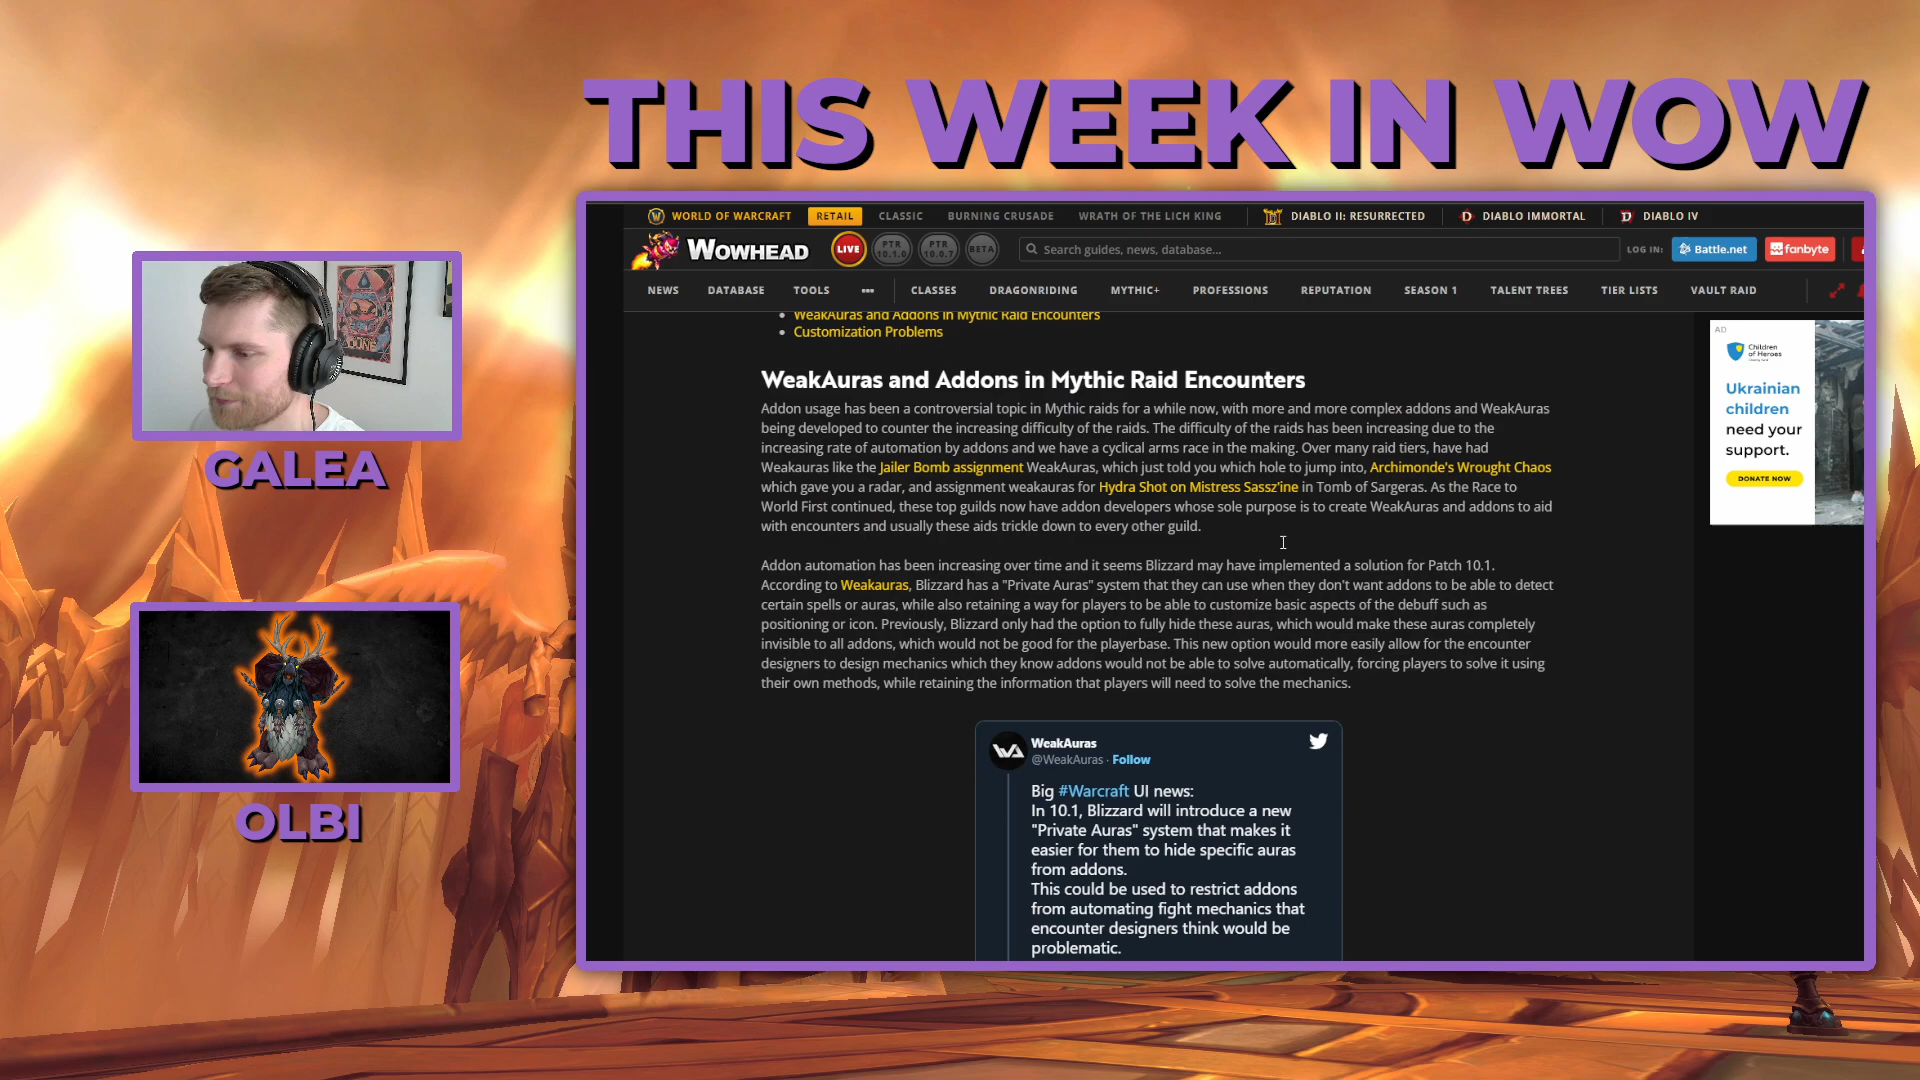 THIS WEEK IN WOW
WORLD OF WARCRAFT RETAIL CLASSIC BURNING CRUSADE WRATH OF THE LICH KING DIABLO II: RESURRECTED DIABLO IMMORTAL DIABLO IV
WOWHEAD LIVE PTR 10.1.0 PTR 10.0.7 BETA Search guides, news, database... LOG IN: Battle.net fanbyte
NEWS DATABASE TOOLS CLASSES DRAGONRIDING MYTHIC+ PROFESSIONS REPUTATION SEASON 1 TALENT TREES TIER LISTS VAULT RAID
• WeakAuras and Addons in Mythic Raid Encounters
• Customization Problems
WeakAuras and Addons in Mythic Raid Encounters
Addon usage has been a controversial topic in Mythic raids for a while now, with more and more complex addons and WeakAuras
being developed to counter the increasing difficulty of the raids. The difficulty of the raids has been increasing due to the
increasing rate of automation by addons and we have a cyclical arms race in the making. Over many raid tiers, have had
Weakauras like the Jailer Bomb assignment WeakAuras, which just told you which hole to jump into, Archimonde's Wrought Chaos
which gave you a radar, and assignment weakauras for Hydra Shot on Mistress Sassz'ine in Tomb of Sargeras. As the Race to
World First continued, these top guilds now have addon developers whose sole purpose is to create WeakAuras and addons to aid
with encounters and usually these aids trickle down to every other guild.
Addon automation has been increasing over time and it seems Blizzard may have implemented a solution for Patch 10.1.
According to Weakauras, Blizzard has a "Private Auras" system that they can use when they don't want addons to be able to detect
certain spells or auras, while also retaining a way for players to be able to customize basic aspects of the debuff such as
positioning or icon. Previously, Blizzard only had the option to fully hide these auras, which would make these auras completely
invisible to all addons, which would not be good for the playerbase. This new option would more easily allow for the encounter
designers to design mechanics which they know addons would not be able to solve automatically, forcing players to solve it using
their own methods, while retaining the information that players will need to solve the mechanics.
WeakAuras
@WeakAuras · Follow
Big #Warcraft UI news:
In 10.1, Blizzard will introduce a new
"Private Auras" system that makes it
easier for them to hide specific auras
from addons.
This could be used to restrict addons
from automating fight mechanics that
encounter designers think would be
problematic.
AD
Children
of Heroes
Ukrainian
children
need your
support.
DONATE NOW
GALEA
OLBI